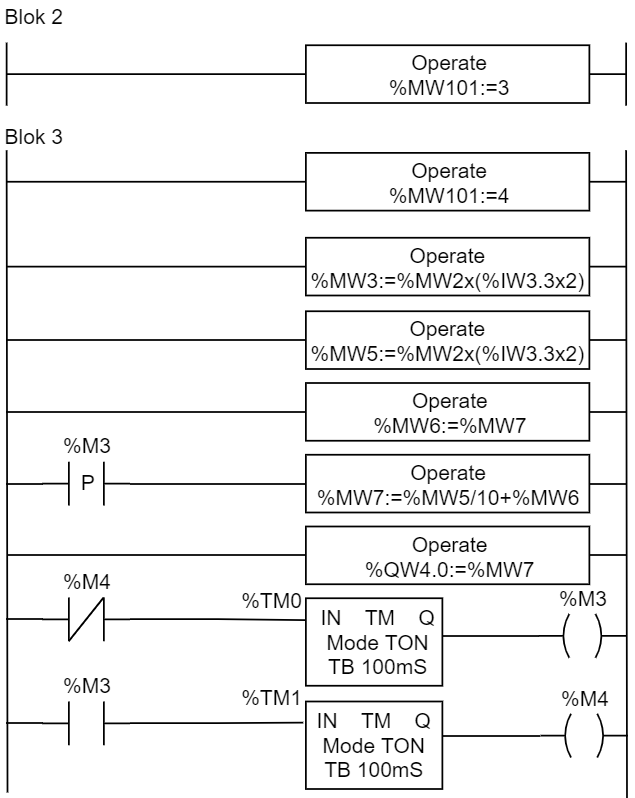 Blok 2
Operate
%MW101:=3
Blok 3
Operate
%MW101:=4
Operate
%MW3:=%MW2x(%IW3.3x2)
Operate
%MW5:=%MW2x(%IW3.3x2)
Operate
%MW6:=%MW7
%M3
P
Operate
%MW7:=%MW5/10+%MW6
Operate
%QW4.0:=%MW7
%M4
%TM0
IN TM Q
Mode TON
TB 100mS
%M3
%M3
%TM1
IN TM Q
Mode TON
TB 100mS
%M4